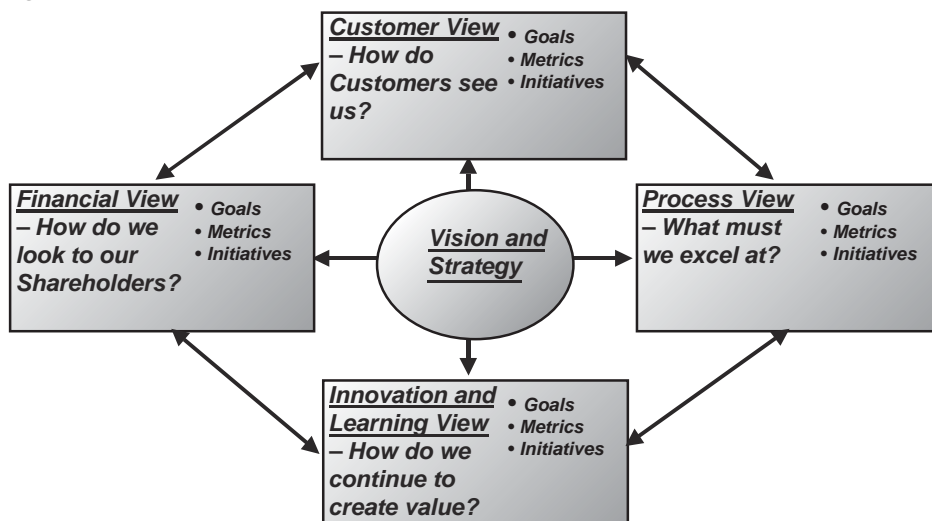 Customer View
– How do
Customers see
us?
• Goals
• Metrics
• Initiatives
Financial View
– How do we
look to our
Shareholders?
• Goals
• Metrics
• Initiatives
Vision and
Strategy
Process View
– What must
we excel at?
• Goals
• Metrics
• Initiatives
Innovation and
Learning View
– How do we
continue to
create value?
• Goals
• Metrics
• Initiatives